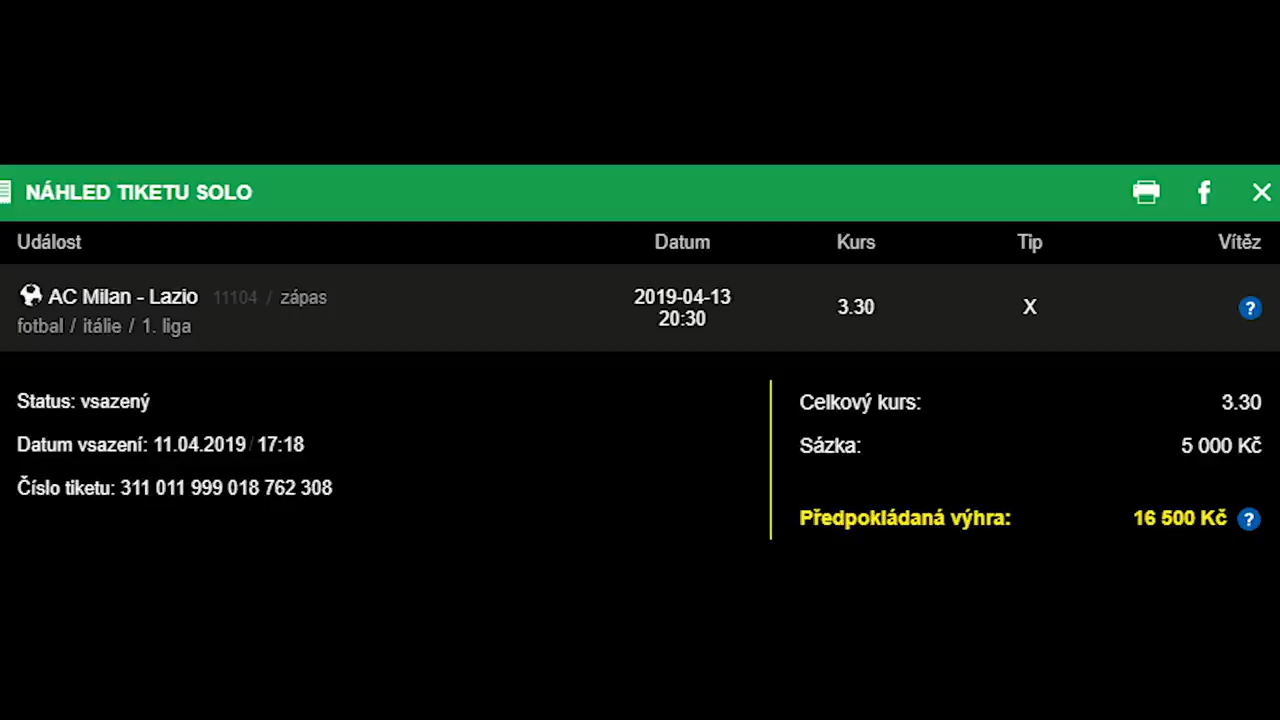 NÁHLED TIKETU SOLO
Událost Datum Kurs Tip Vítěz
AC Milan - Lazio 11104 / zápas 2019-04-13 20:30 3.30 X ?
fotbal / itálie / 1. liga
Status: vsazený
Datum vsazení: 11.04.2019 / 17:18
Číslo tiketu: 311 011 999 018 762 308
Celkový kurs: 3.30
Sázka: 5 000 Kč
Předpokládaná výhra: 16 500 Kč ?